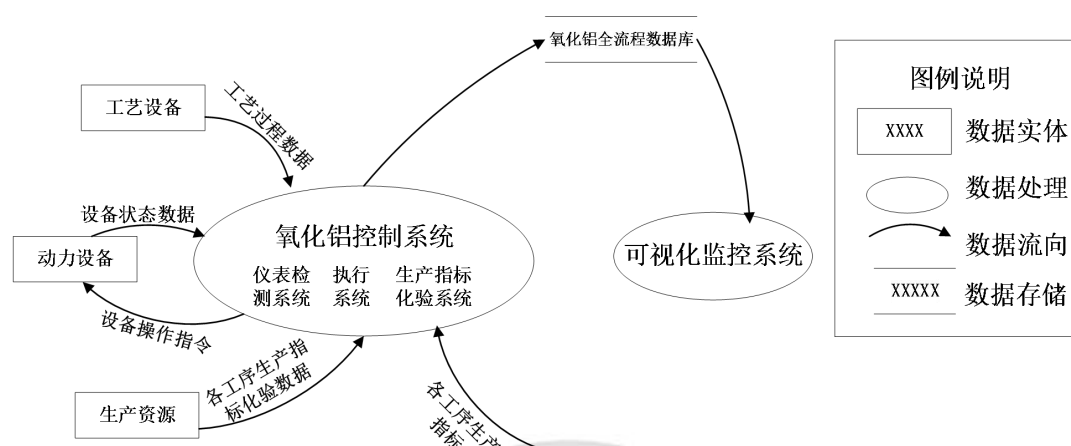 氧化铝全流程数据库
图例说明
工艺设备
工艺过程数据
XXXX
数据实体
数据处理
设备状态数据
动力设备
氧化铝控制系统
仪表检
测系统
执行
系统
生产指标
化验系统
可视化监控系统
数据流向
XXXXX
数据存储
设备操作指令
各工序生产指
标化验数据
生产资源
各工序生产
指标